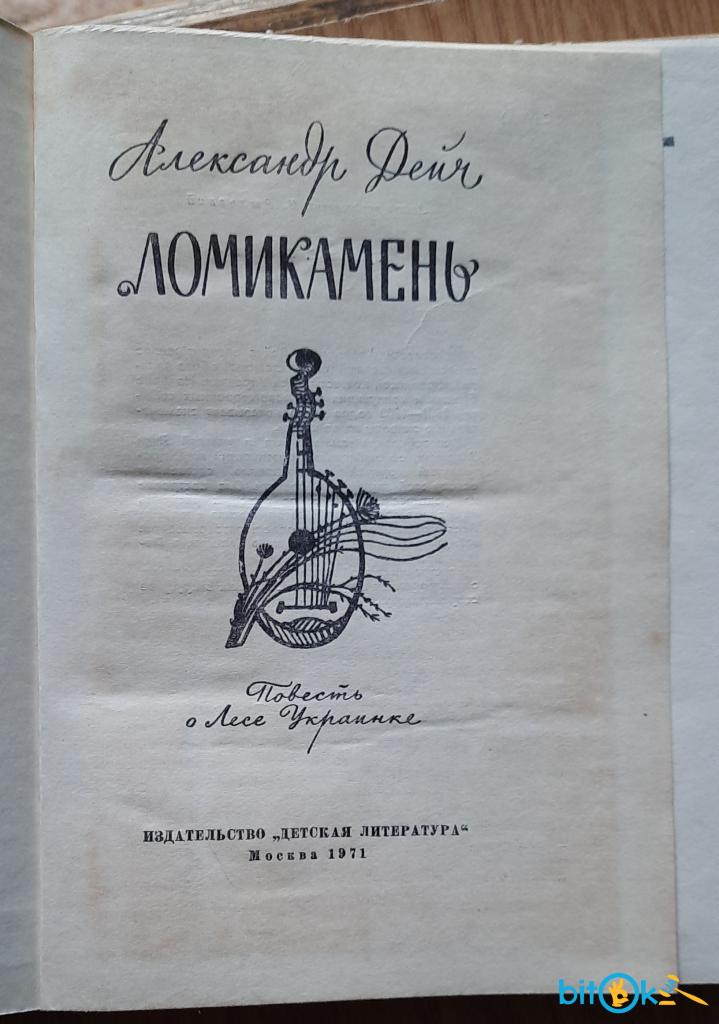 Александр Дейч
ЛОМИКАМЕНЬ
Повесть
о Лесе Украинке
ИЗДАТЕЛЬСТВО „ДЕТСКАЯ ЛИТЕРАТУРА“
Москва 1971
bitOk